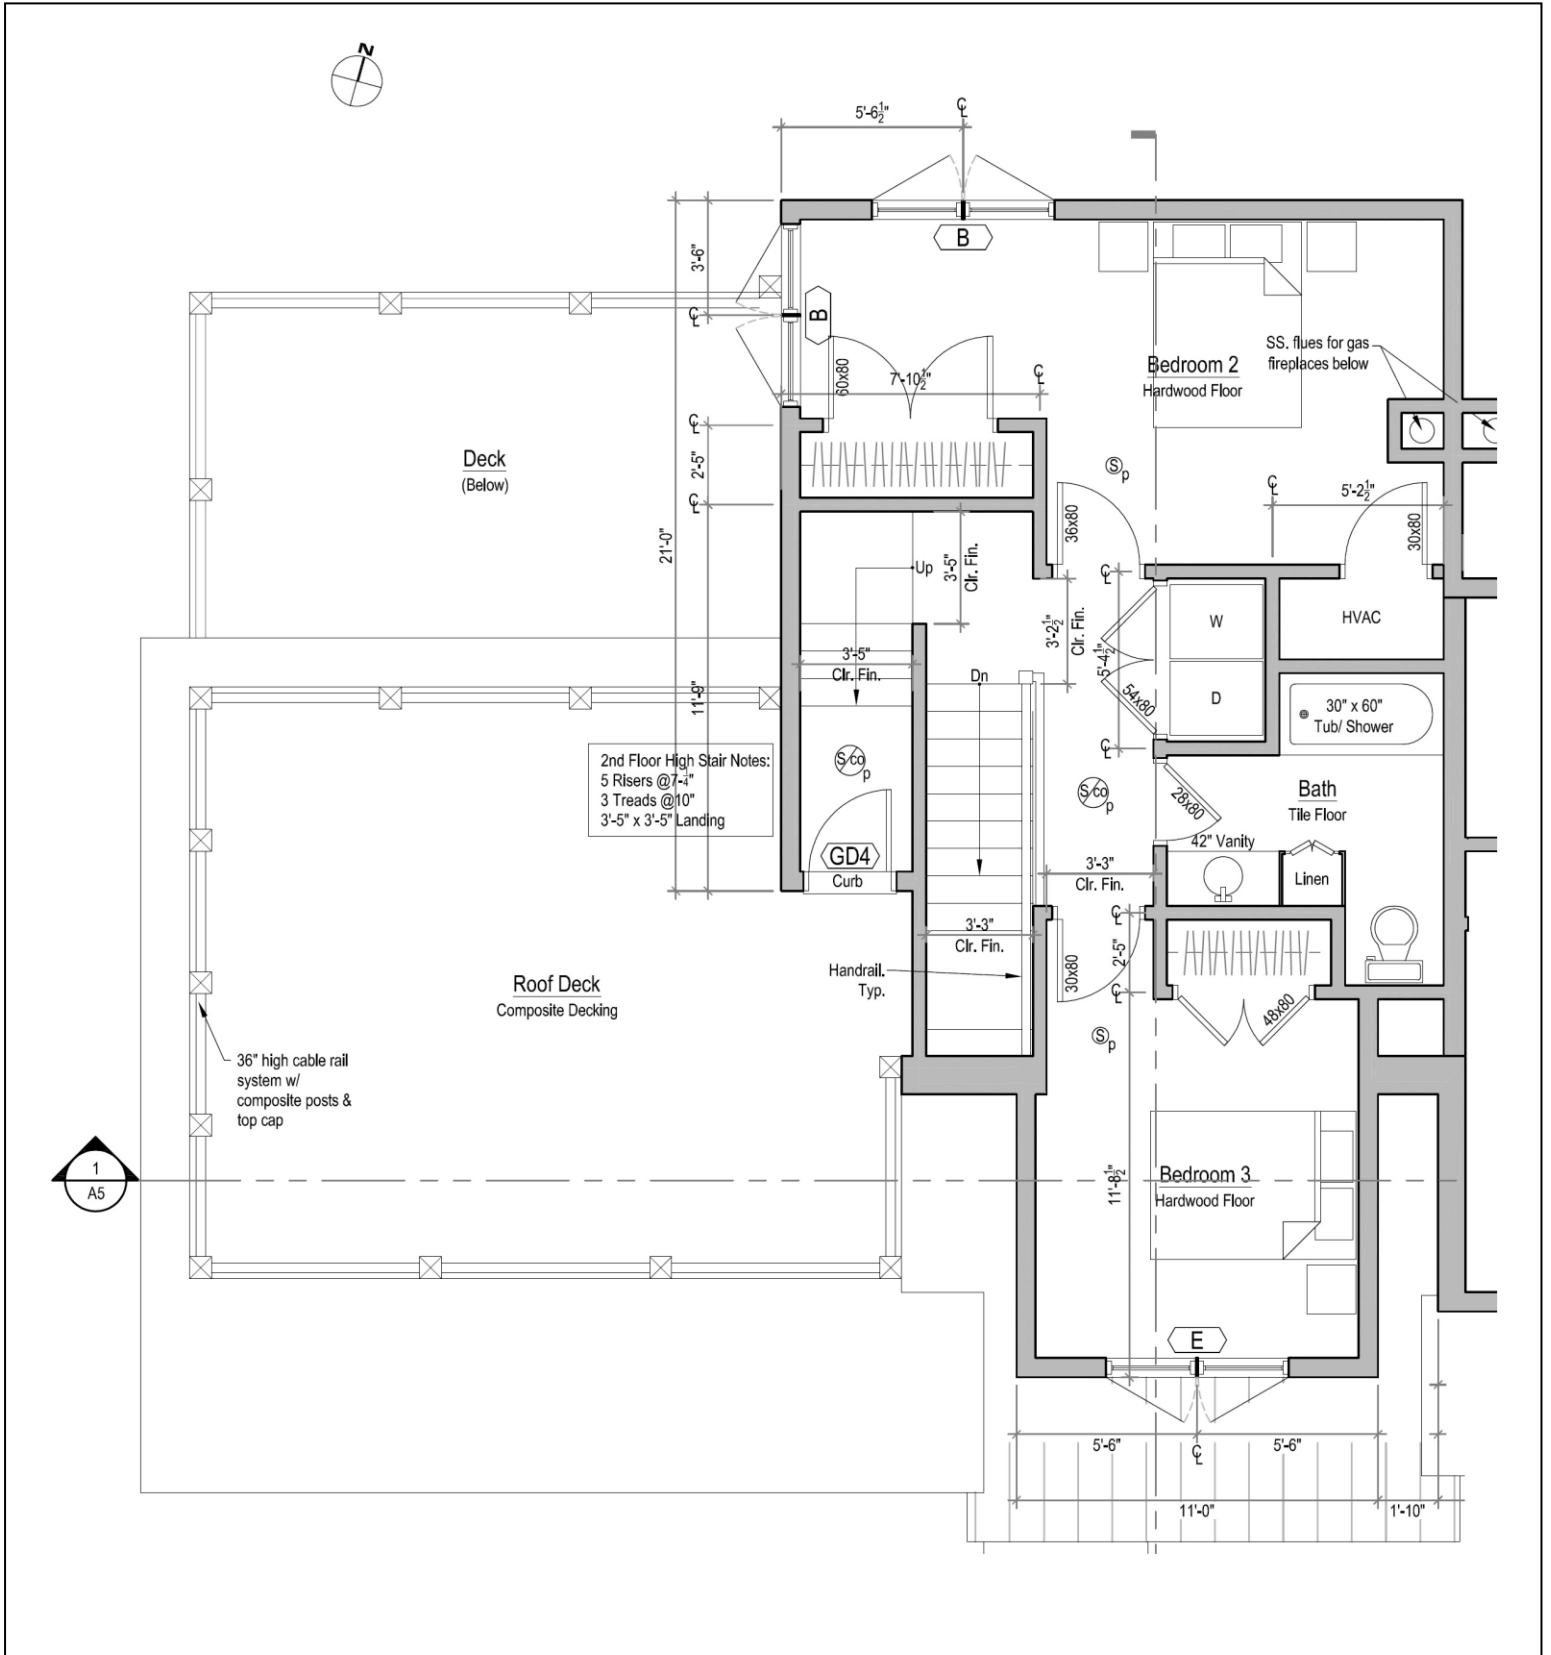 N
5'-6½"
℄
3'-6"
B
℄
B
SS. flues for gas
fireplaces below
60x80
7'-10½"
℄
Bedroom 2
Hardwood Floor
Deck
(Below)
℄
2'-5"
℄
21'-0"
S p
36x80
℄
5'-2½"
30x80
Up
3'-5"
Clr. Fin.
℄
3'-2½"
Clr. Fin.
5'-4½"
W
HVAC
3'-5"
Clr. Fin.
Dn
11'-9"
54x80
D
30" x 60"
Tub/ Shower
℄
2nd Floor High Stair Notes:
5 Risers @7-¼"
3 Treads @10"
3'-5" x 3'-5" Landing
S/co p
S/co p
28x80
Bath
Tile Floor
42" Vanity
GD4
Curb
3'-3"
Clr. Fin.
Linen
℄
3'-3"
Clr. Fin.
2'-5"
Handrail.
Typ.
30x80
℄
48x80
Roof Deck
Composite Decking
S p
36" high cable rail
system w/
composite posts &
top cap
1
A5
11'-8½"
Bedroom 3
Hardwood Floor
E
5'-6"
℄
5'-6"
11'-0"
1'-10"